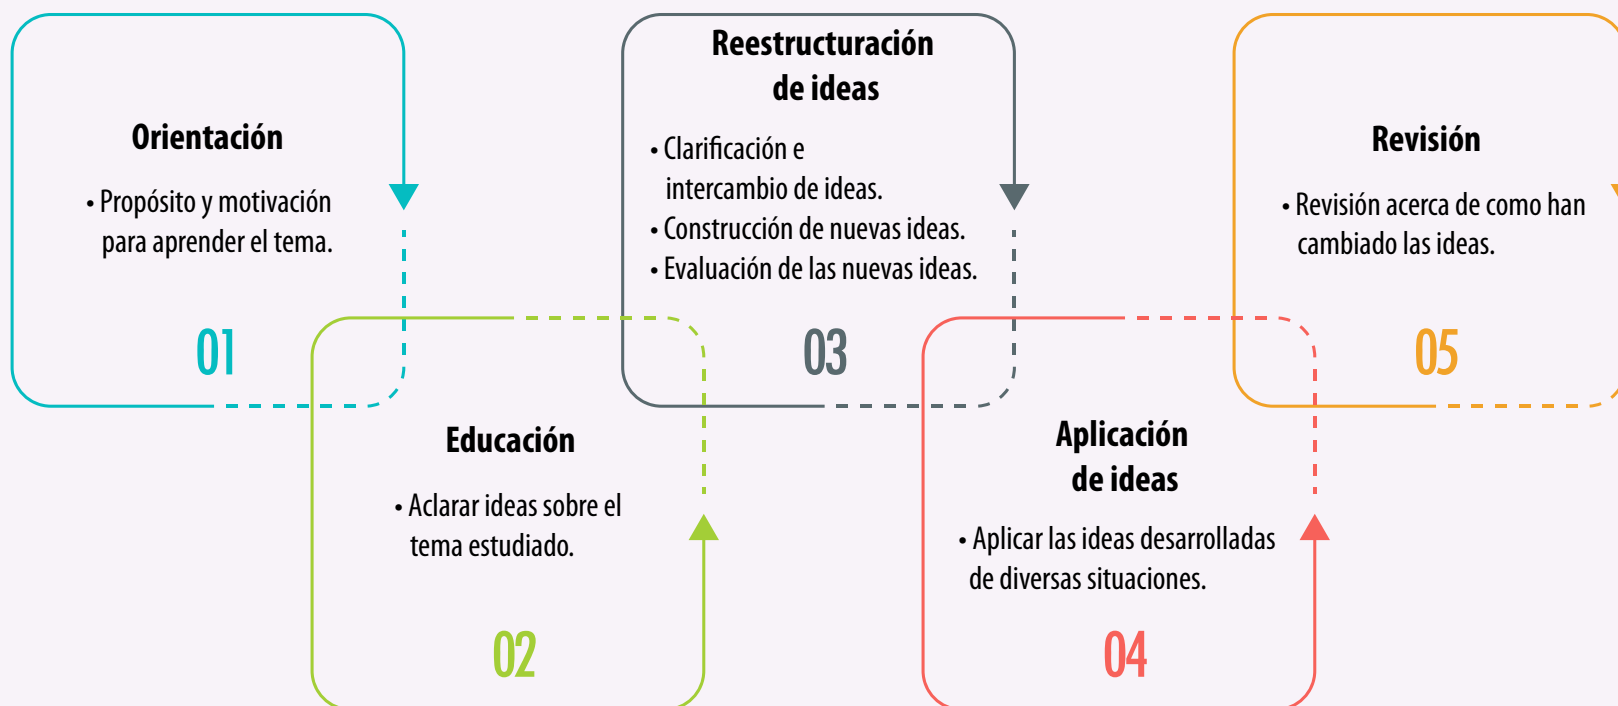 Orientación
• Propósito y motivación
para aprender el tema.
01
Educación
• Aclarar ideas sobre el
tema estudiado.
02
Reestructuración
de ideas
• Clarificación e
intercambio de ideas.
• Construcción de nuevas ideas.
• Evaluación de las nuevas ideas.
03
Aplicación
de ideas
• Aplicar las ideas desarrolladas
de diversas situaciones.
04
Revisión
• Revisión acerca de como han
cambiado las ideas.
05